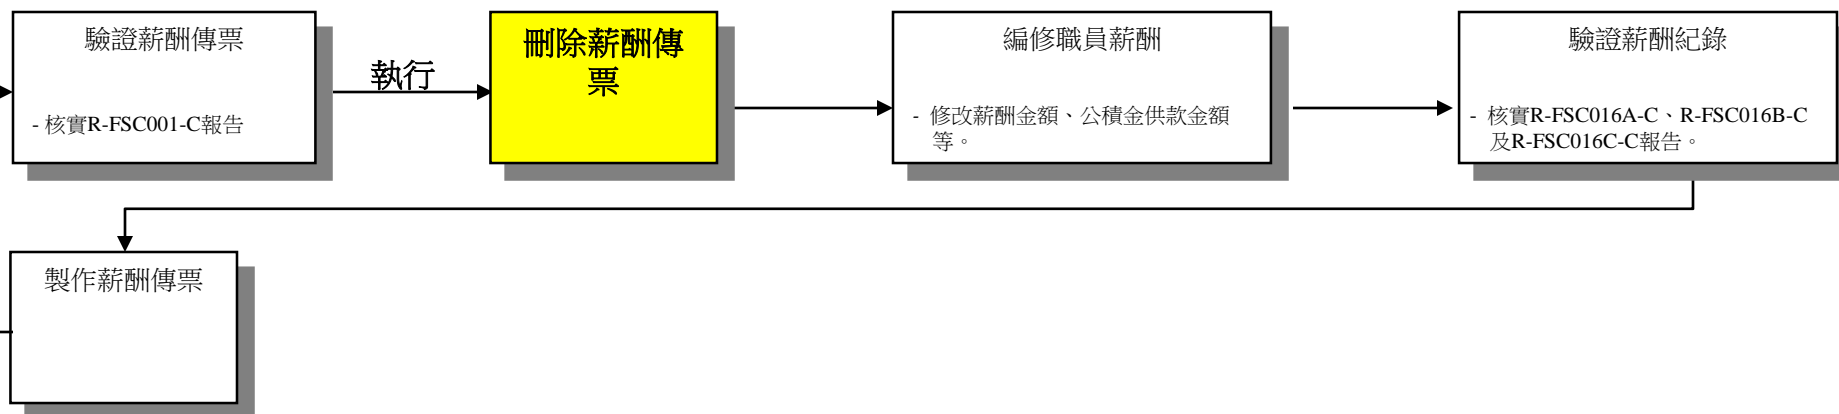 驗證薪酬傳票
- 核實R-FSC001-C報告
執行
刪除薪酬傳
票
編修職員薪酬
- 修改薪酬金額、公積金供款金額
等。
驗證薪酬紀錄
- 核實R-FSC016A-C、R-FSC016B-C
及R-FSC016C-C報告。
製作薪酬傳票